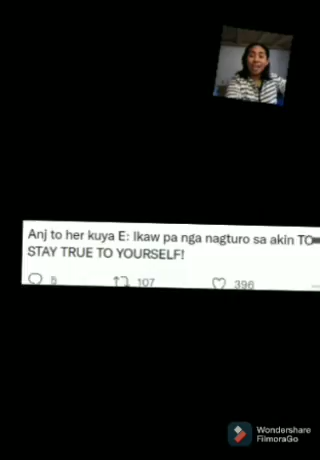 Anj to her kuya E: Ikaw pa nga nagturo sa akin TO
STAY TRUE TO YOURSELF!
5 107 396
Wondershare
FilmoraGo